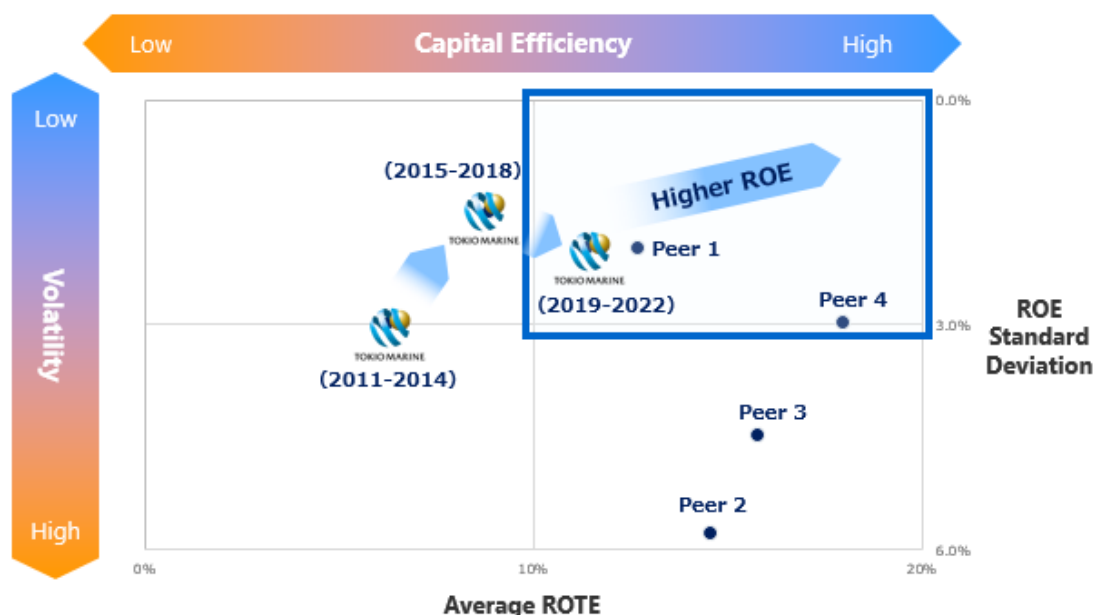 Low
Capital Efficiency
High
Low
Volatility
High
0.0%
(2015-2018)
TOKIO MARINE
Higher ROE
Peer 1
TOKIO MARINE
(2019-2022)
Peer 4
3.0%
TOKIO MARINE
(2011-2014)
ROE
Standard
Deviation
Peer 3
Peer 2
6.0%
0%
10%
20%
Average ROTE